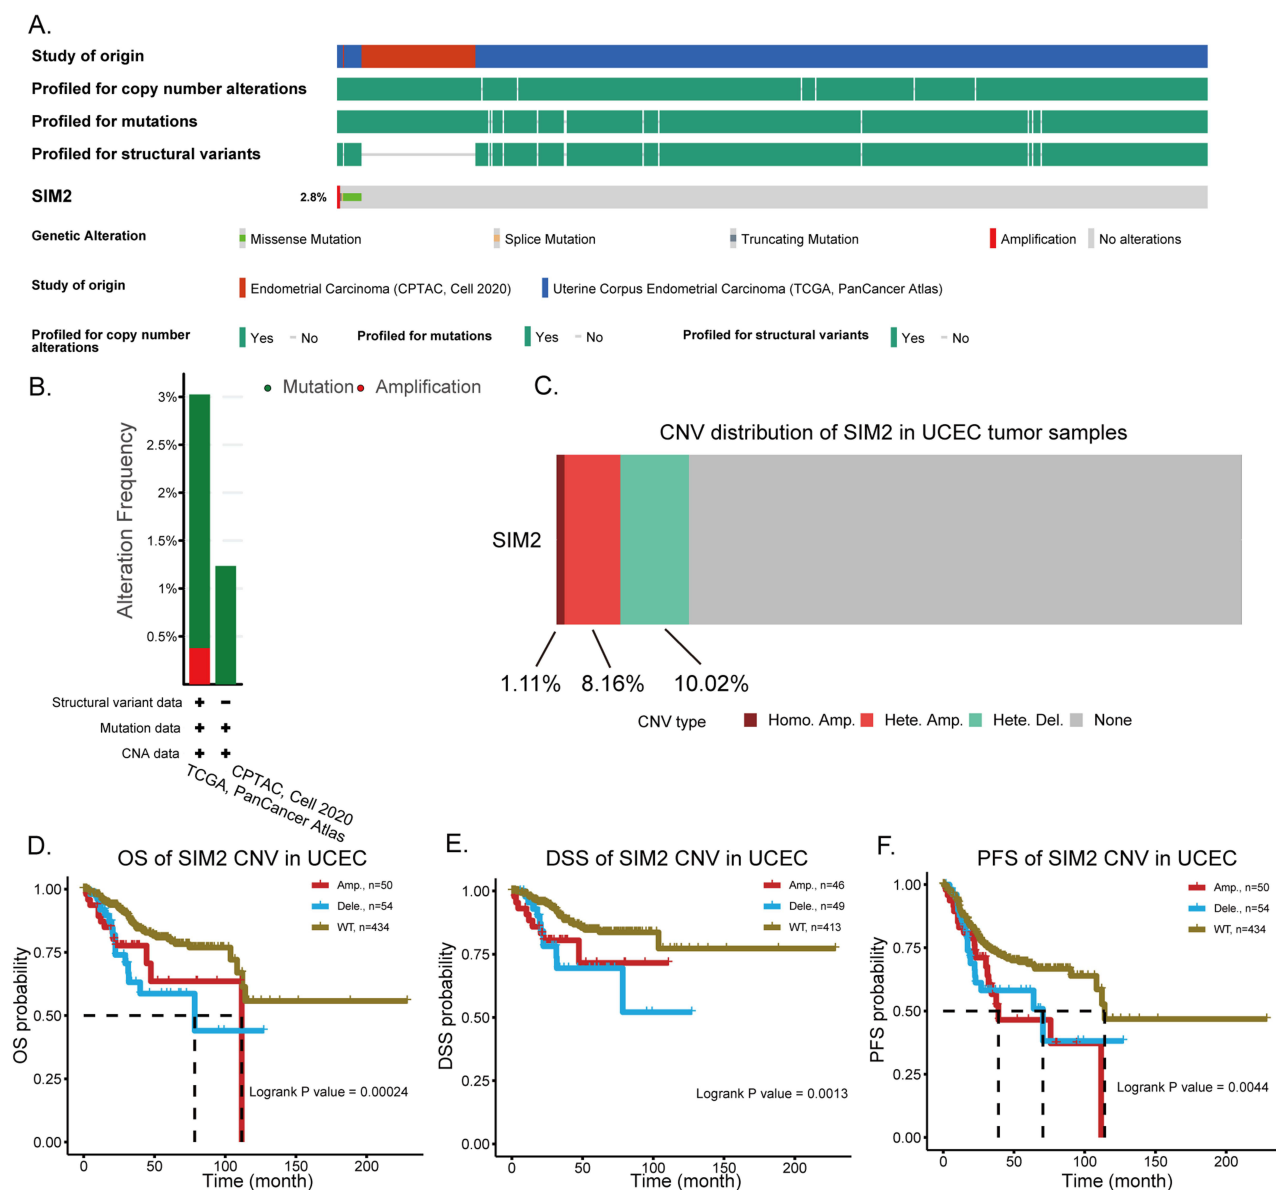 A.
Study of origin
Profiled for copy number alterations
Profiled for mutations
Profiled for structural variants
SIM2 2.8%
Genetic Alteration Missense Mutation Splice Mutation Truncating Mutation Amplification No alterations
Study of origin Endometrial Carcinoma (CPTAC, Cell 2020) Uterine Corpus Endometrial Carcinoma (TCGA, PanCancer Atlas)
Profiled for copy number alterations Yes No Profiled for mutations Yes No Profiled for structural variants Yes No
B.
Mutation Amplification
Alteration Frequency
3%
2.5%
2%
1.5%
1%
0.5%
Structural variant data + −
Mutation data + +
CNA data + +
TCGA, PanCancer Atlas
CPTAC, Cell 2020
C.
CNV distribution of SIM2 in UCEC tumor samples
SIM2
1.11% 8.16% 10.02%
CNV type Homo. Amp. Hete. Amp. Hete. Del. None
D.
OS of SIM2 CNV in UCEC
Amp., n=50
Dele., n=54
WT, n=434
OS probability
1.00
0.75
0.50
0.25
0.00
Logrank P value = 0.00024
0 50 100 150 200
Time (month)
E.
DSS of SIM2 CNV in UCEC
Amp., n=46
Dele., n=49
WT, n=413
DSS probability
1.00
0.75
0.50
0.25
0.00
Logrank P value = 0.0013
0 50 100 150 200
Time (month)
F.
PFS of SIM2 CNV in UCEC
Amp., n=50
Dele., n=54
WT, n=434
PFS probability
1.00
0.75
0.50
0.25
0.00
Logrank P value = 0.0044
0 50 100 150 200
Time (month)